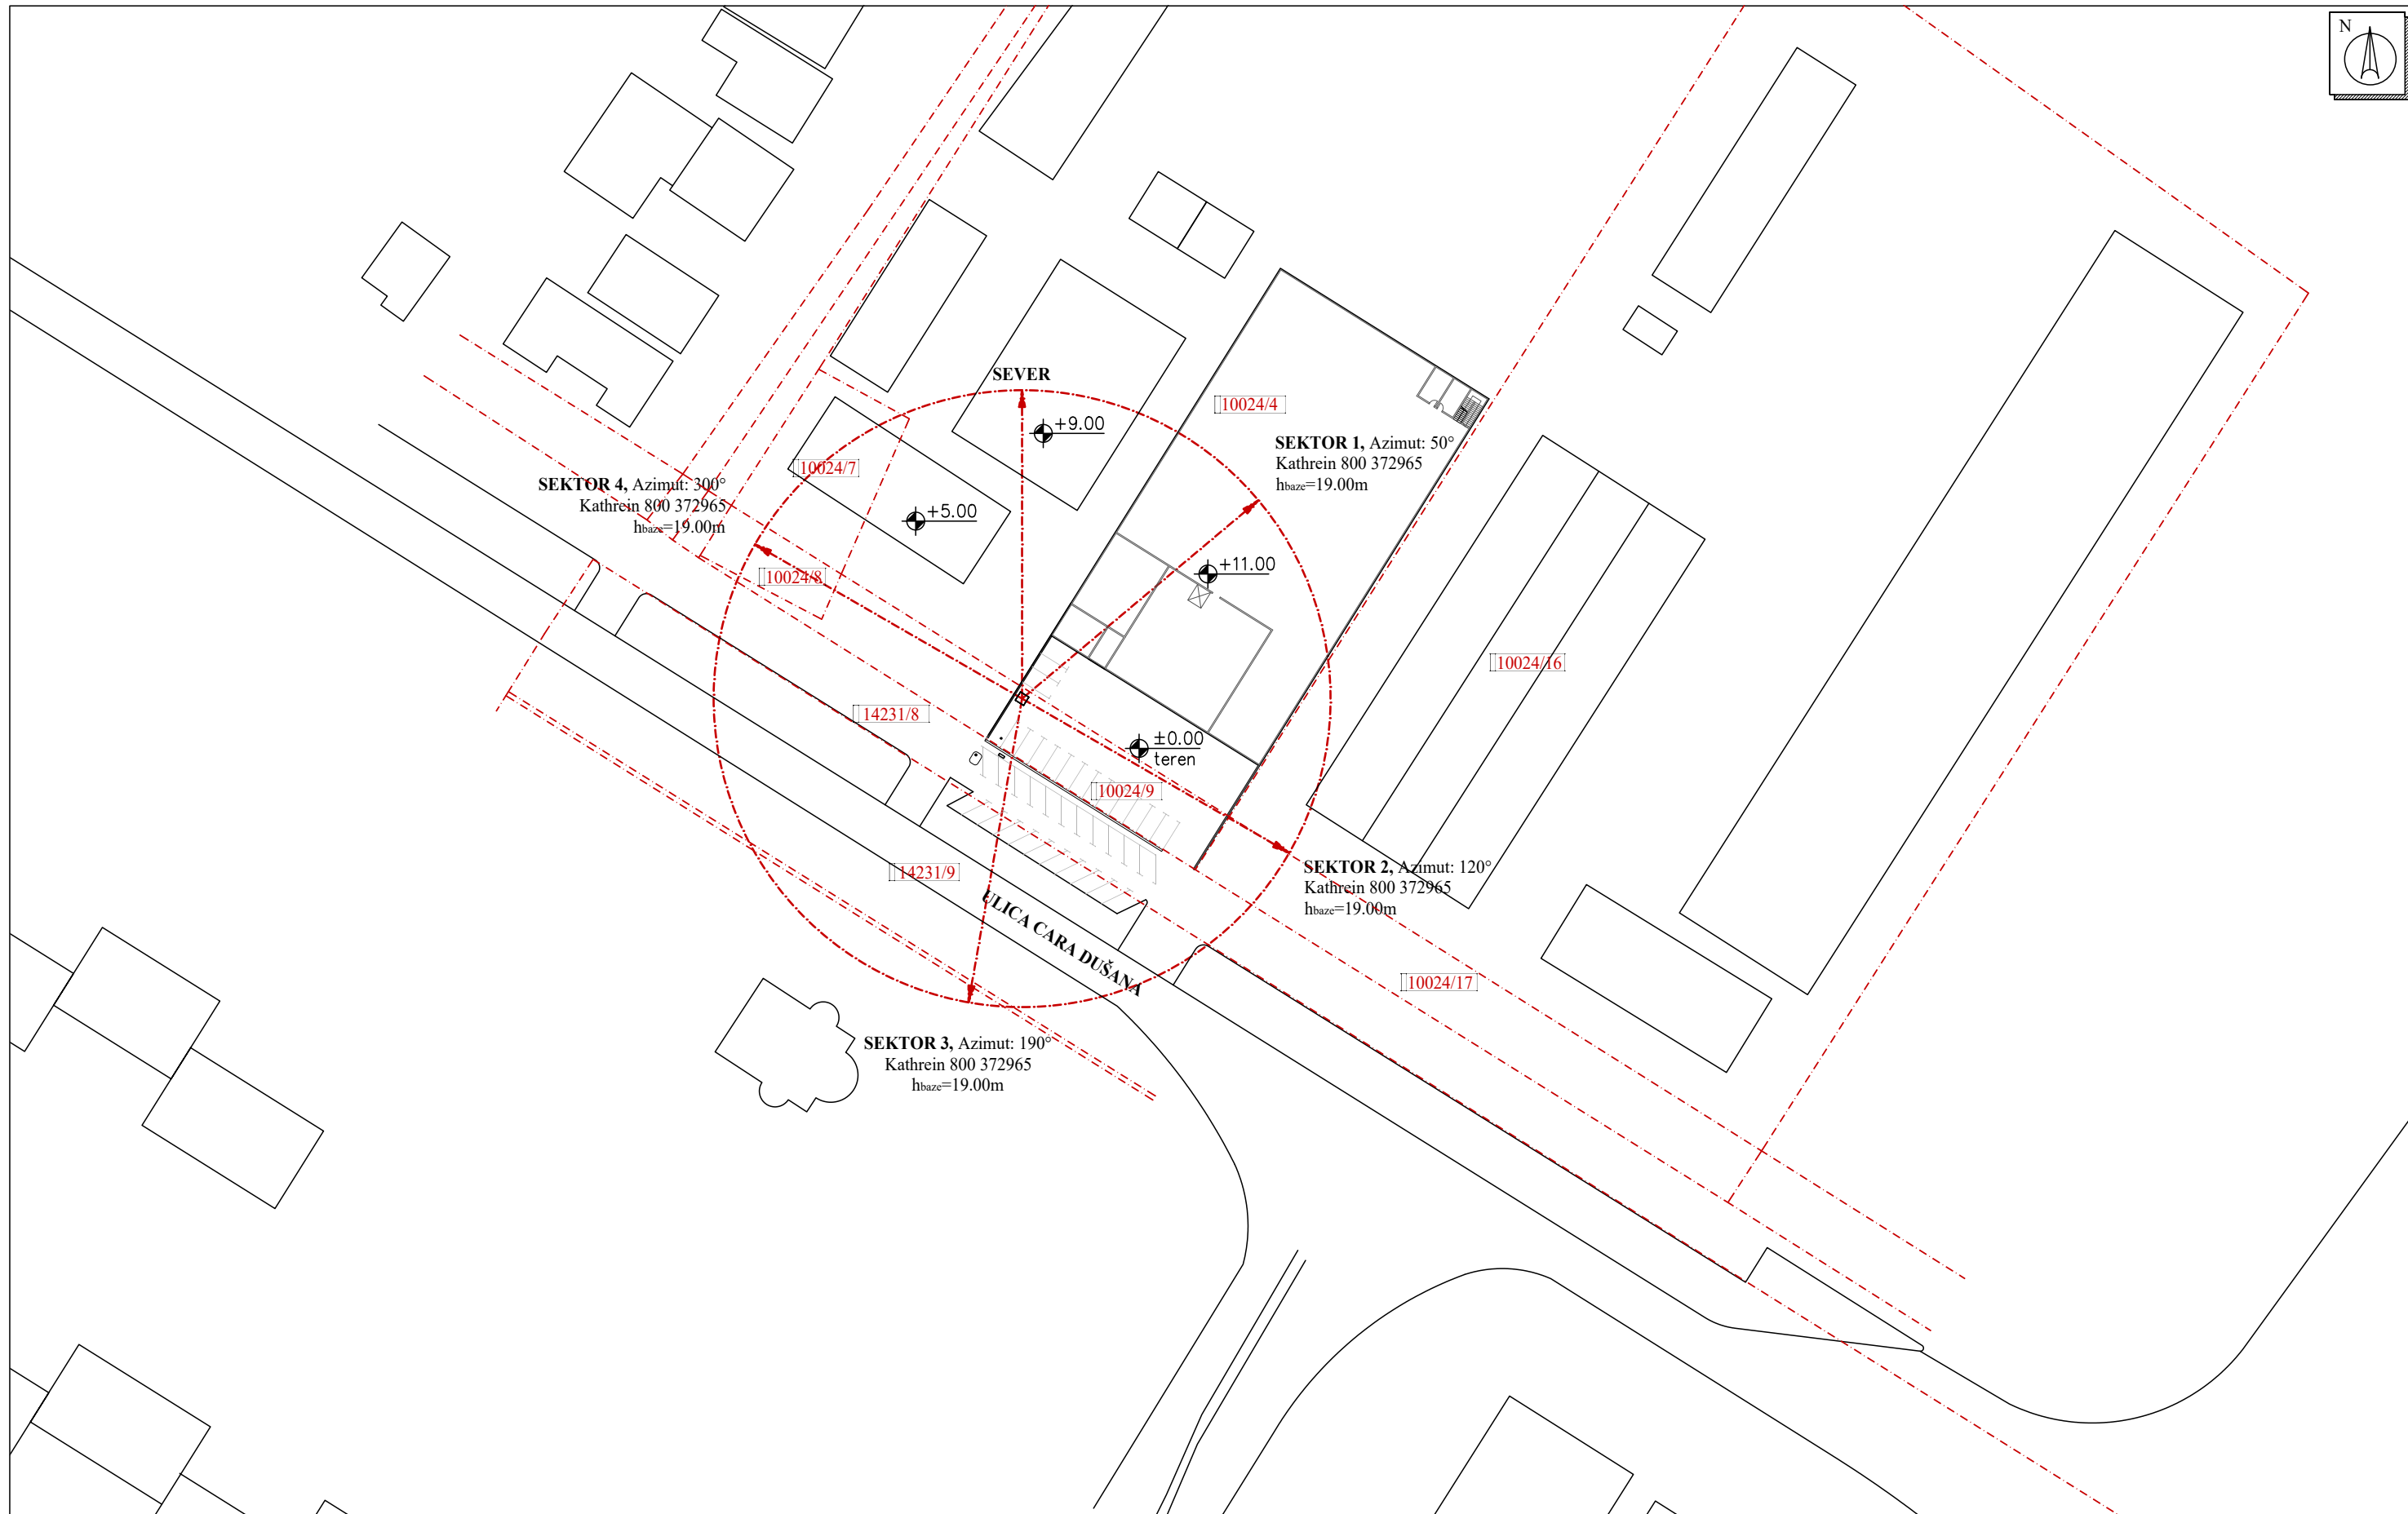 N
SEVER
+9.00
10024/4
SEKTOR 1, Azimut: 50°
Kathrein 800 372965
hbaze=19.00m
10024/7
SEKTOR 4, Azimut: 300°
Kathrein 800 372965
hbaze=19.00m
+5.00
+11.00
10024/8
10024/16
14231/8
±0.00
teren
10024/9
14231/9
SEKTOR 2, Azimut: 120°
Kathrein 800 372965
hbaze=19.00m
ULICA CARA DUŠANA
10024/17
SEKTOR 3, Azimut: 190°
Kathrein 800 372965
hbaze=19.00m